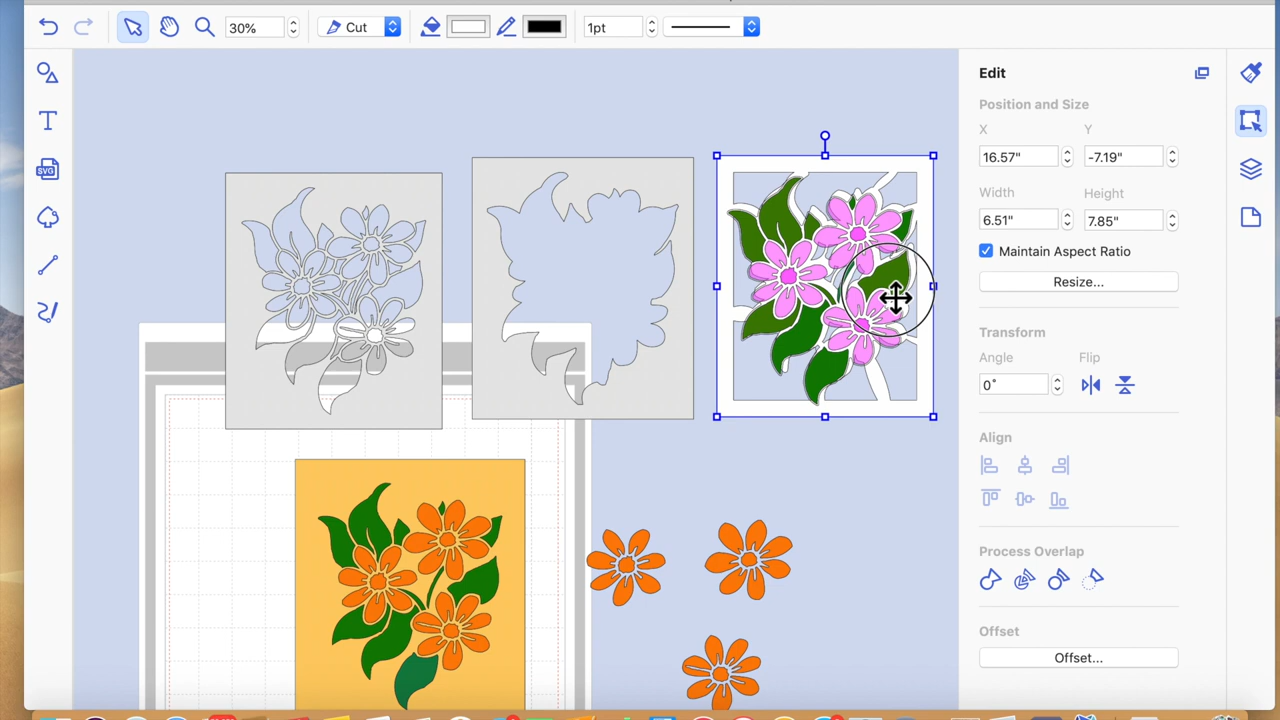 30%
Cut
1pt
T
SVG
Edit
Position and Size
X Y
16.57" -7.19"
Width Height
6.51" 7.85"
Maintain Aspect Ratio
Resize...
Transform
Angle Flip
0°
Align
Process Overlap
Offset
Offset...